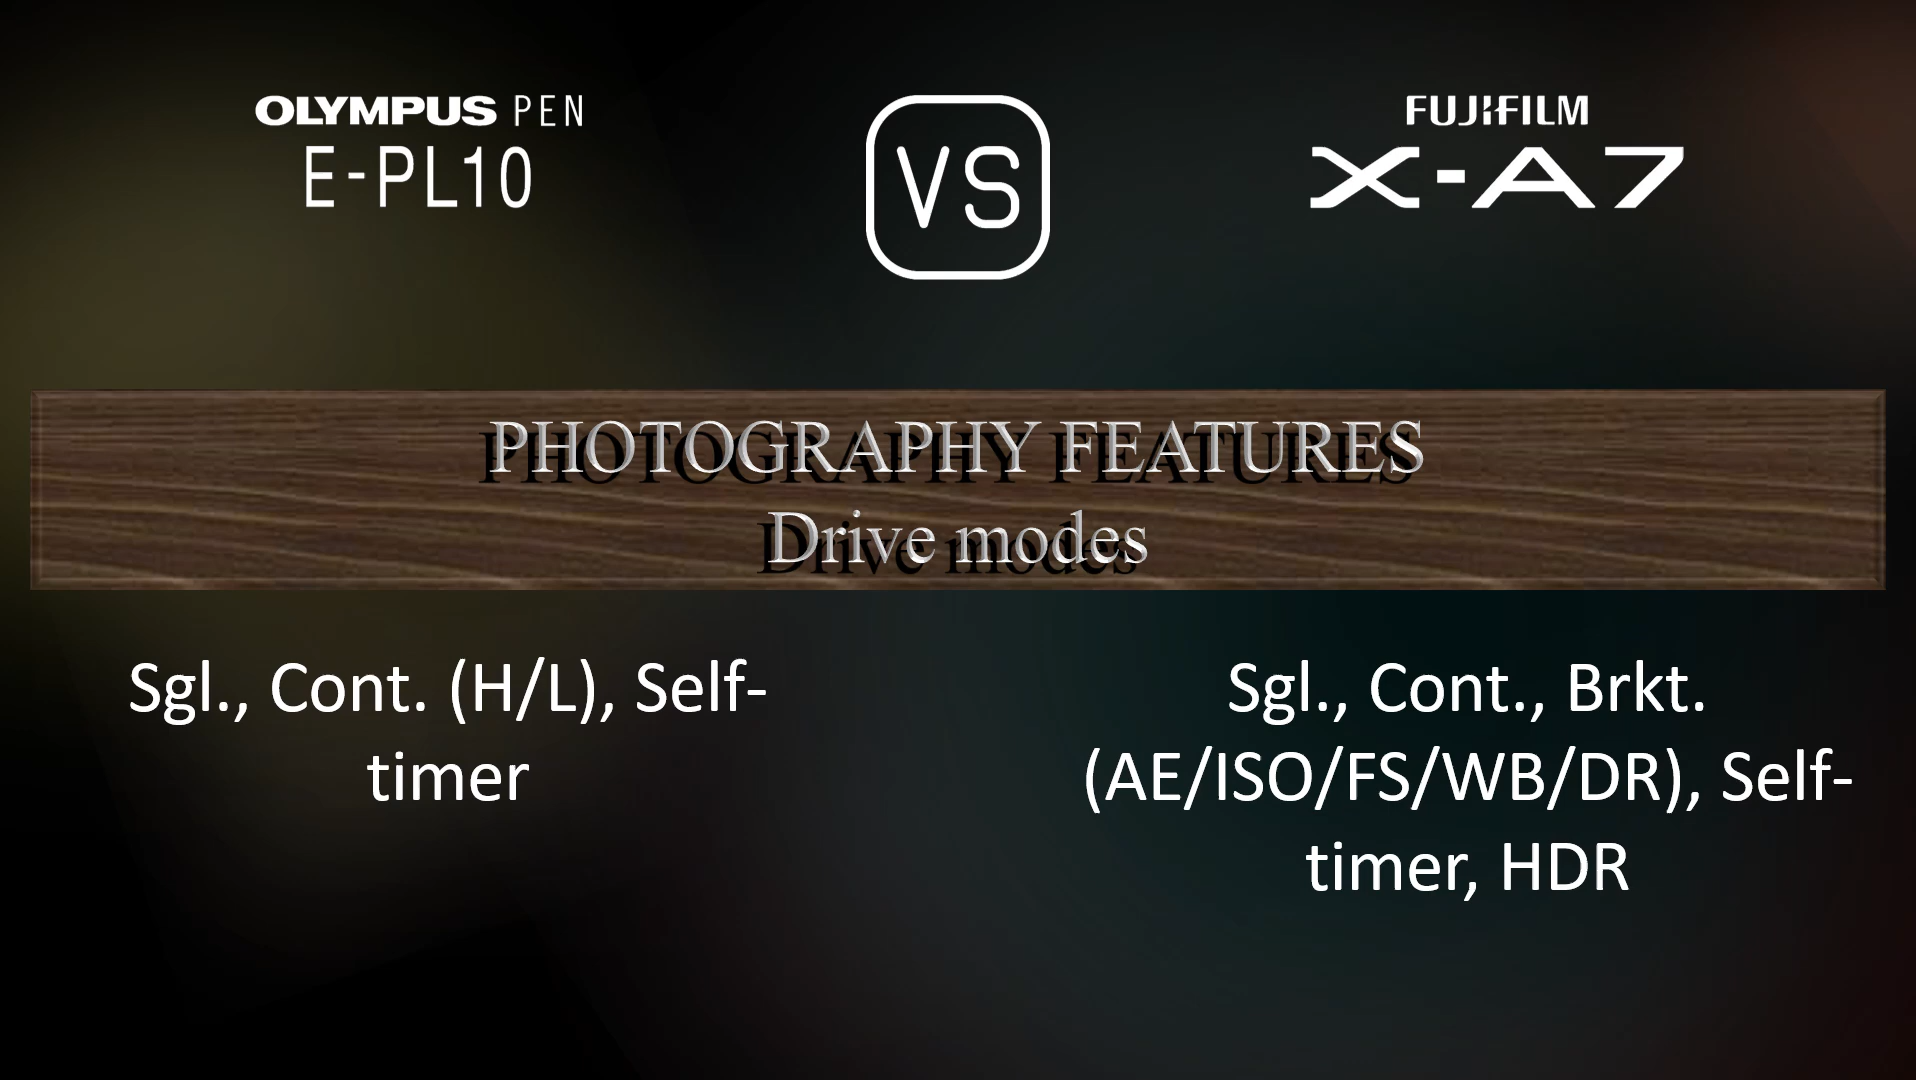 OLYMPUS PEN
E-PL10
VS
FUJIFILM
X-A7
PHOTOGRAPHY FEATURES
Drive modes
Sgl., Cont. (H/L), Self-
timer
Sgl., Cont., Brkt.
(AE/ISO/FS/WB/DR), Self-
timer, HDR